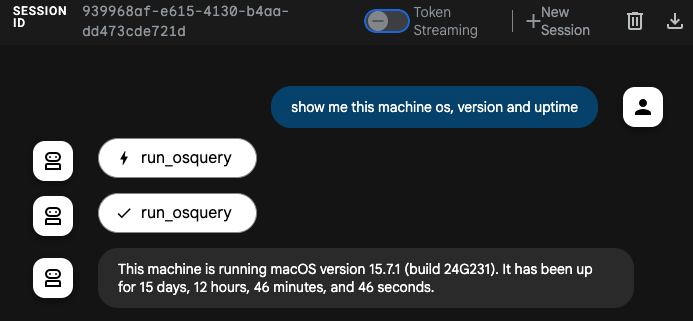 SESSION ID
939968af-e615-4130-b4aa-dd473cde721d
Token Streaming
New Session
show me this machine os, version and uptime
run_osquery
run_osquery
This machine is running macOS version 15.7.1 (build 24G231). It has been up
for 15 days, 12 hours, 46 minutes, and 46 seconds.